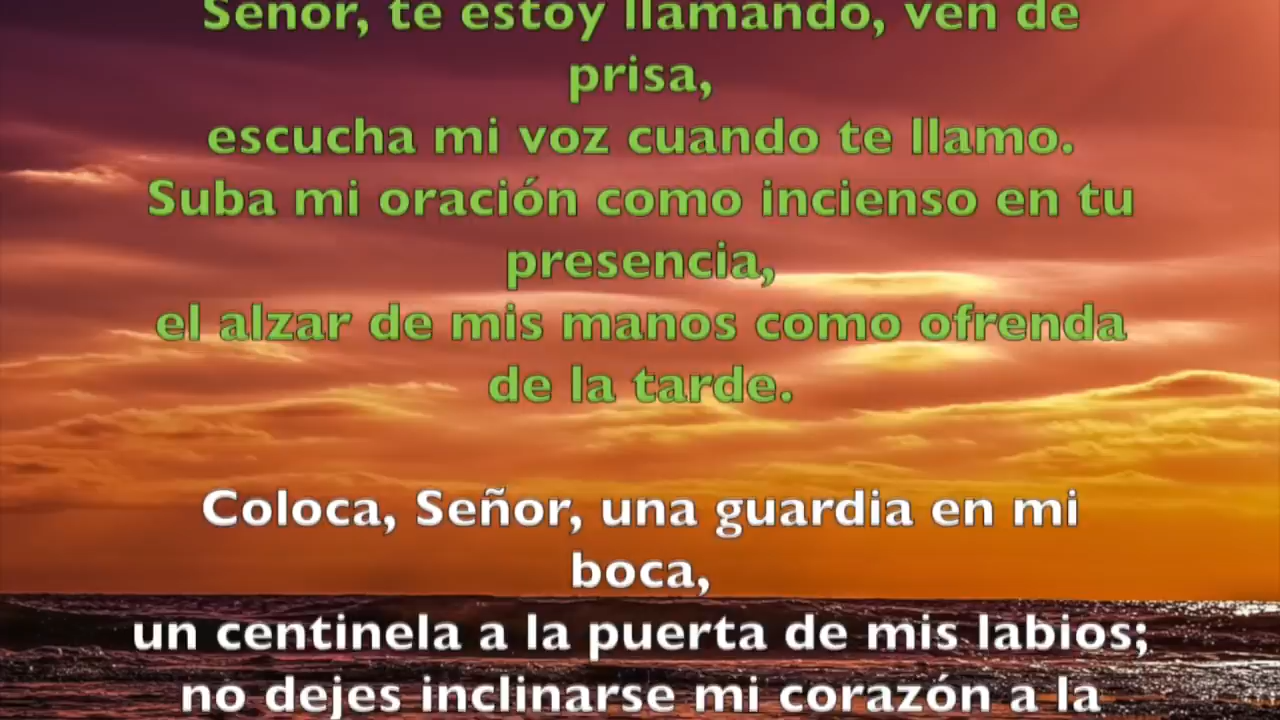 Señor, te estoy llamando, ven de
prisa,
escucha mi voz cuando te llamo.
Suba mi oración como incienso en tu
presencia,
el alzar de mis manos como ofrenda
de la tarde.
Coloca, Señor, una guardia en mi
boca,
un centinela a la puerta de mis labios;
no dejes inclinarse mi corazón a la